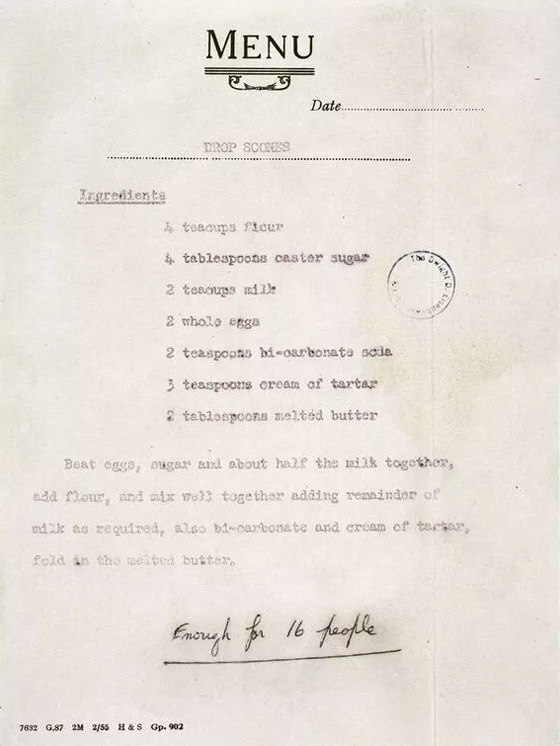 MENU
Date
DROP SCONES
Ingredients
4 teacups flour
4 tablespoons caster sugar
2 teacups milk
2 whole eggs
2 teaspoons bi-carbonate soda
3 teaspoons cream of tartar
2 tablespoons melted butter
Beat eggs, sugar and about half the milk together,
add flour, and mix well together adding remainder of
milk as required, also bi-carbonate and cream of tartar,
fold in the melted butter.
Enough for 16 people
7632 G.87 2M 2/55 H & S Gp. 902
The Dwight D.